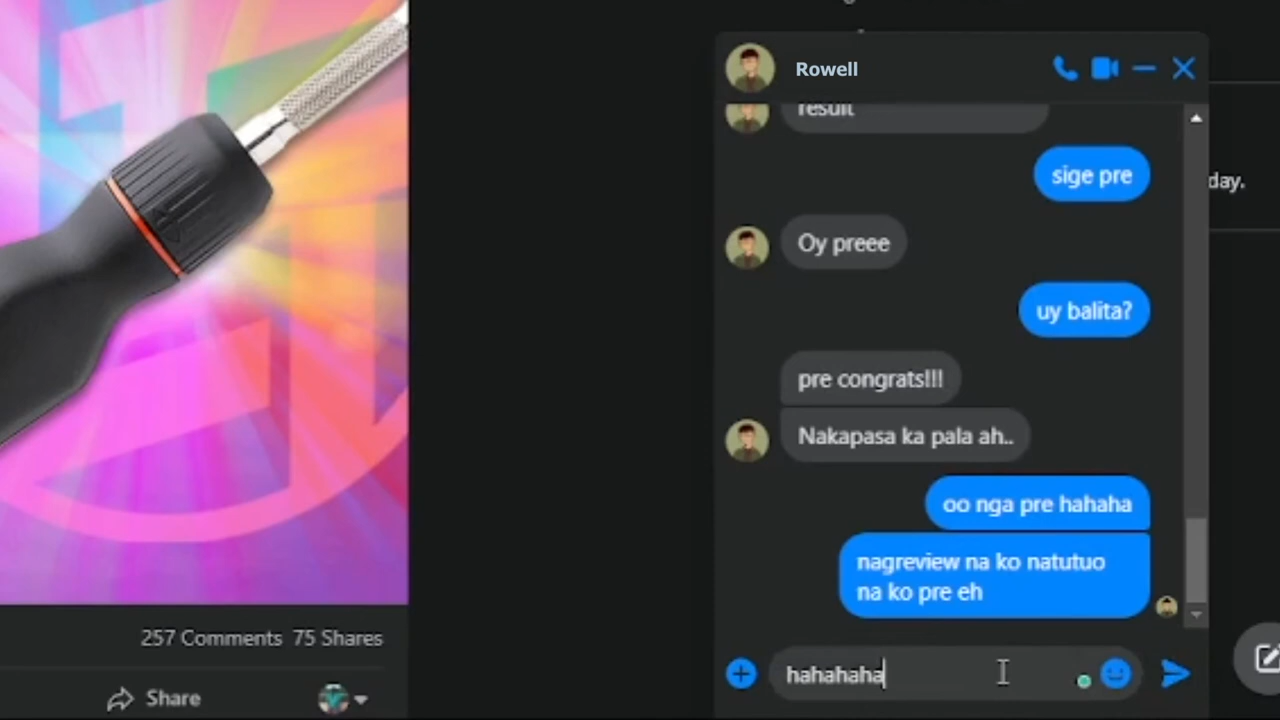 Rowell
result
sige pre
day.
Oy preee
uy balita?
pre congrats!!!
Nakapasa ka pala ah..
oo nga pre hahaha
nagreview na ko natutuo
na ko pre eh
257 Comments 75 Shares
hahahaha
Share